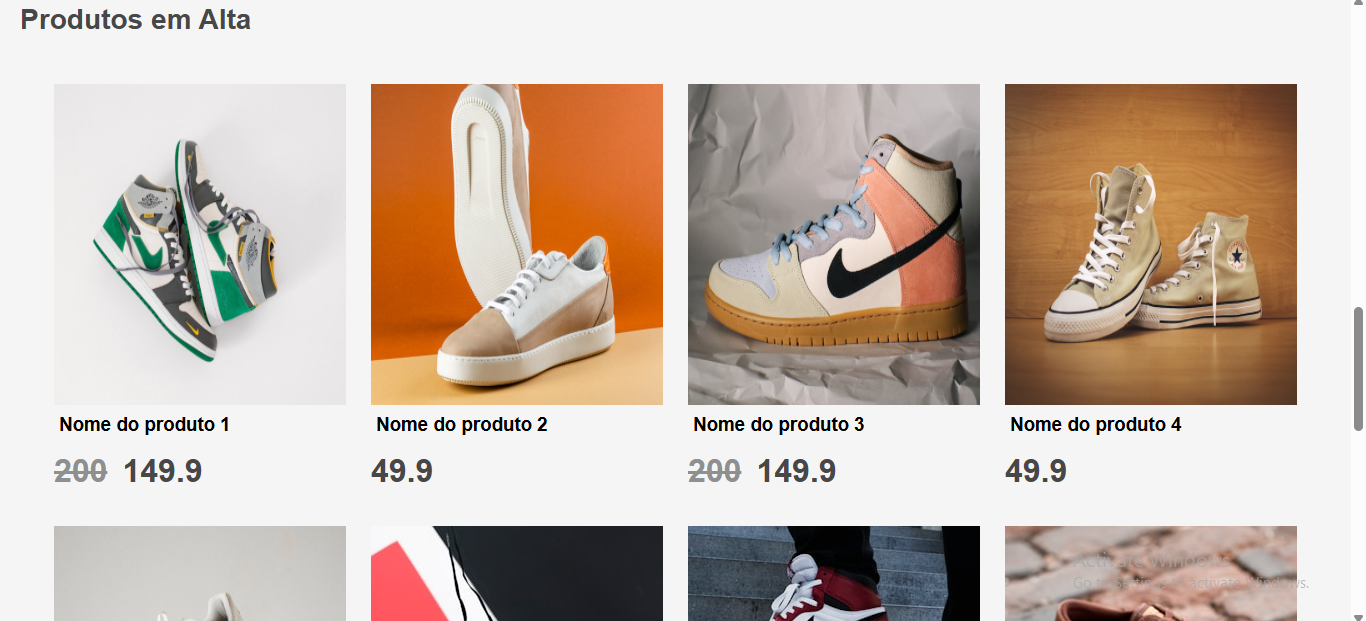 Produtos em Alta
Nome do produto 1
Nome do produto 2
Nome do produto 3
Nome do produto 4
200 149.9
49.9
200 149.9
49.9
Activate Windows
Go to Settings to activate Windows.